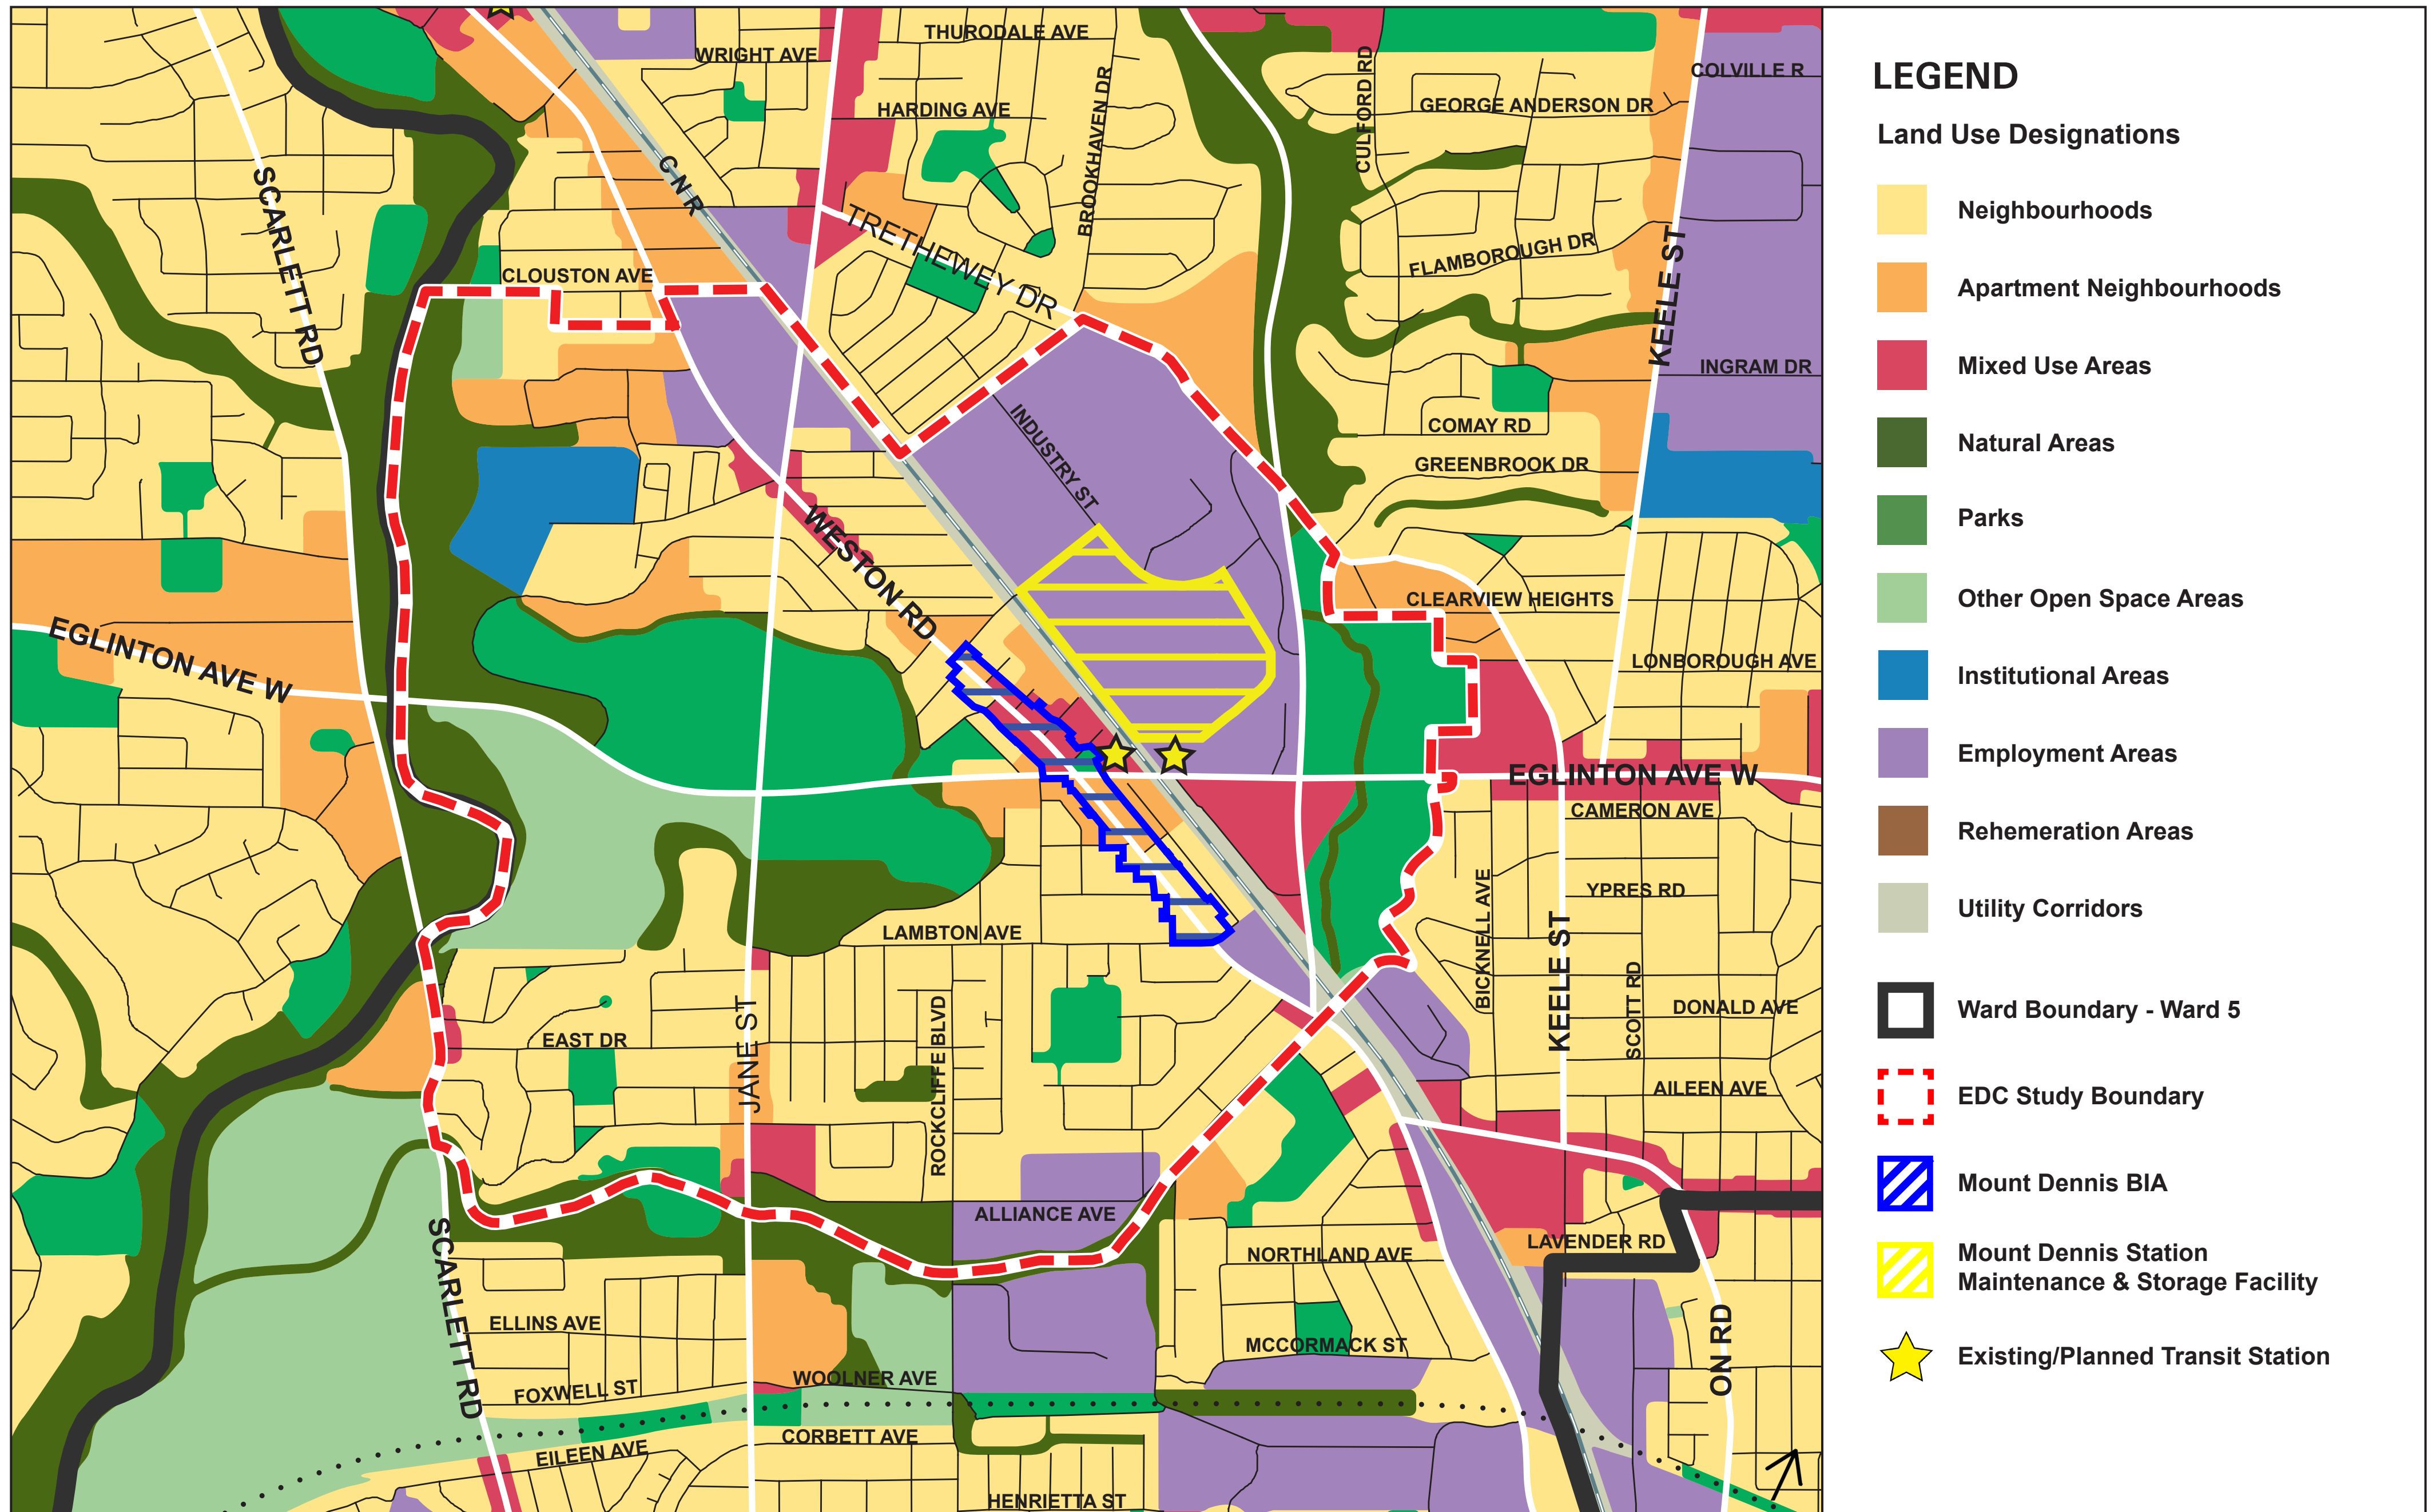 THURODALE AVE
WRIGHT AVE
COLVILLE R
HARDING AVE
GEORGE ANDERSON DR
CULFORD RD
BROOKHAVEN DR
SCARLETT RD
C N R
TRETHEWEY DR
FLAMBOROUGH DR
KEELE ST
CLOUSTON AVE
INGRAM DR
COMAY RD
INDUSTRY ST
GREENBROOK DR
WESTON RD
CLEARVIEW HEIGHTS
EGLINTON AVE W
LONBOROUGH AVE
EGLINTON AVE W
CAMERON AVE
YPRES RD
BICKNELL AVE
LAMBTON AVE
KEELE ST
SCOTT RD
DONALD AVE
JANE ST
ROCKCLIFFE BLVD
EAST DR
AILEEN AVE
ALLIANCE AVE
SCARLETT RD
NORTHLAND AVE
LAVENDER RD
ELLINS AVE
MCCORMACK ST
ON RD
WOOLNER AVE
FOXWELL ST
CORBETT AVE
EILEEN AVE
HENRIETTA ST
LEGEND
Land Use Designations
Neighbourhoods
Apartment Neighbourhoods
Mixed Use Areas
Natural Areas
Parks
Other Open Space Areas
Institutional Areas
Employment Areas
Rehemeration Areas
Utility Corridors
Ward Boundary - Ward 5
EDC Study Boundary
Mount Dennis BIA
Mount Dennis Station
Maintenance & Storage Facility
Existing/Planned Transit Station